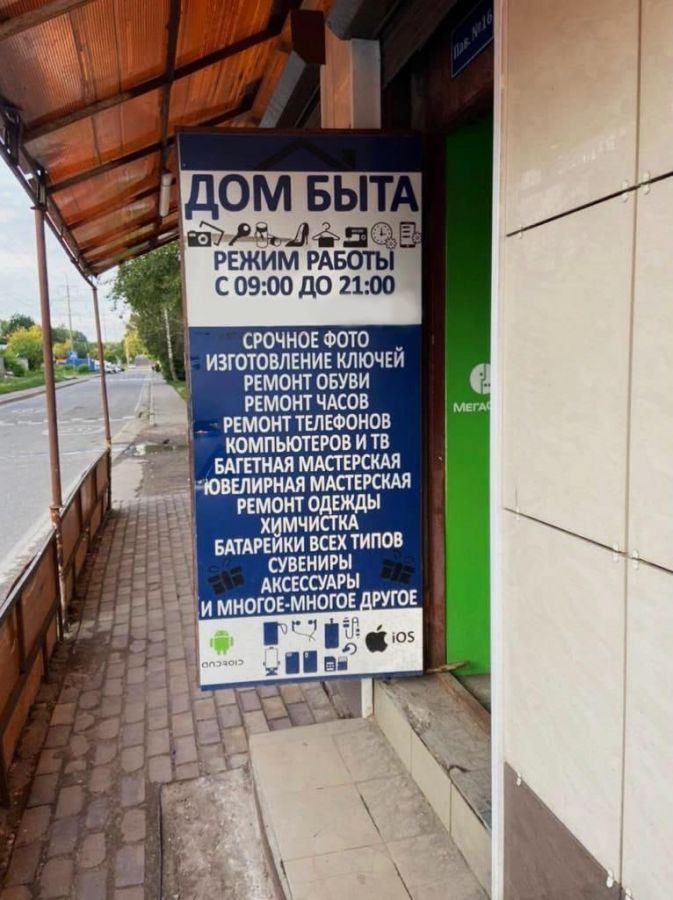 Пав. №16
ДОМ БЫТА
РЕЖИМ РАБОТЫ
С 09:00 ДО 21:00
СРОЧНОЕ ФОТО
ИЗГОТОВЛЕНИЕ КЛЮЧЕЙ
РЕМОНТ ОБУВИ
РЕМОНТ ЧАСОВ
РЕМОНТ ТЕЛЕФОНОВ
КОМПЬЮТЕРОВ И ТВ
БАГЕТНАЯ МАСТЕРСКАЯ
ЮВЕЛИРНАЯ МАСТЕРСКАЯ
РЕМОНТ ОДЕЖДЫ
ХИМЧИСТКА
БАТАРЕЙКИ ВСЕХ ТИПОВ
СУВЕНИРЫ
АКСЕССУАРЫ
И МНОГОЕ-МНОГОЕ ДРУГОЕ
ANDROID
iOS